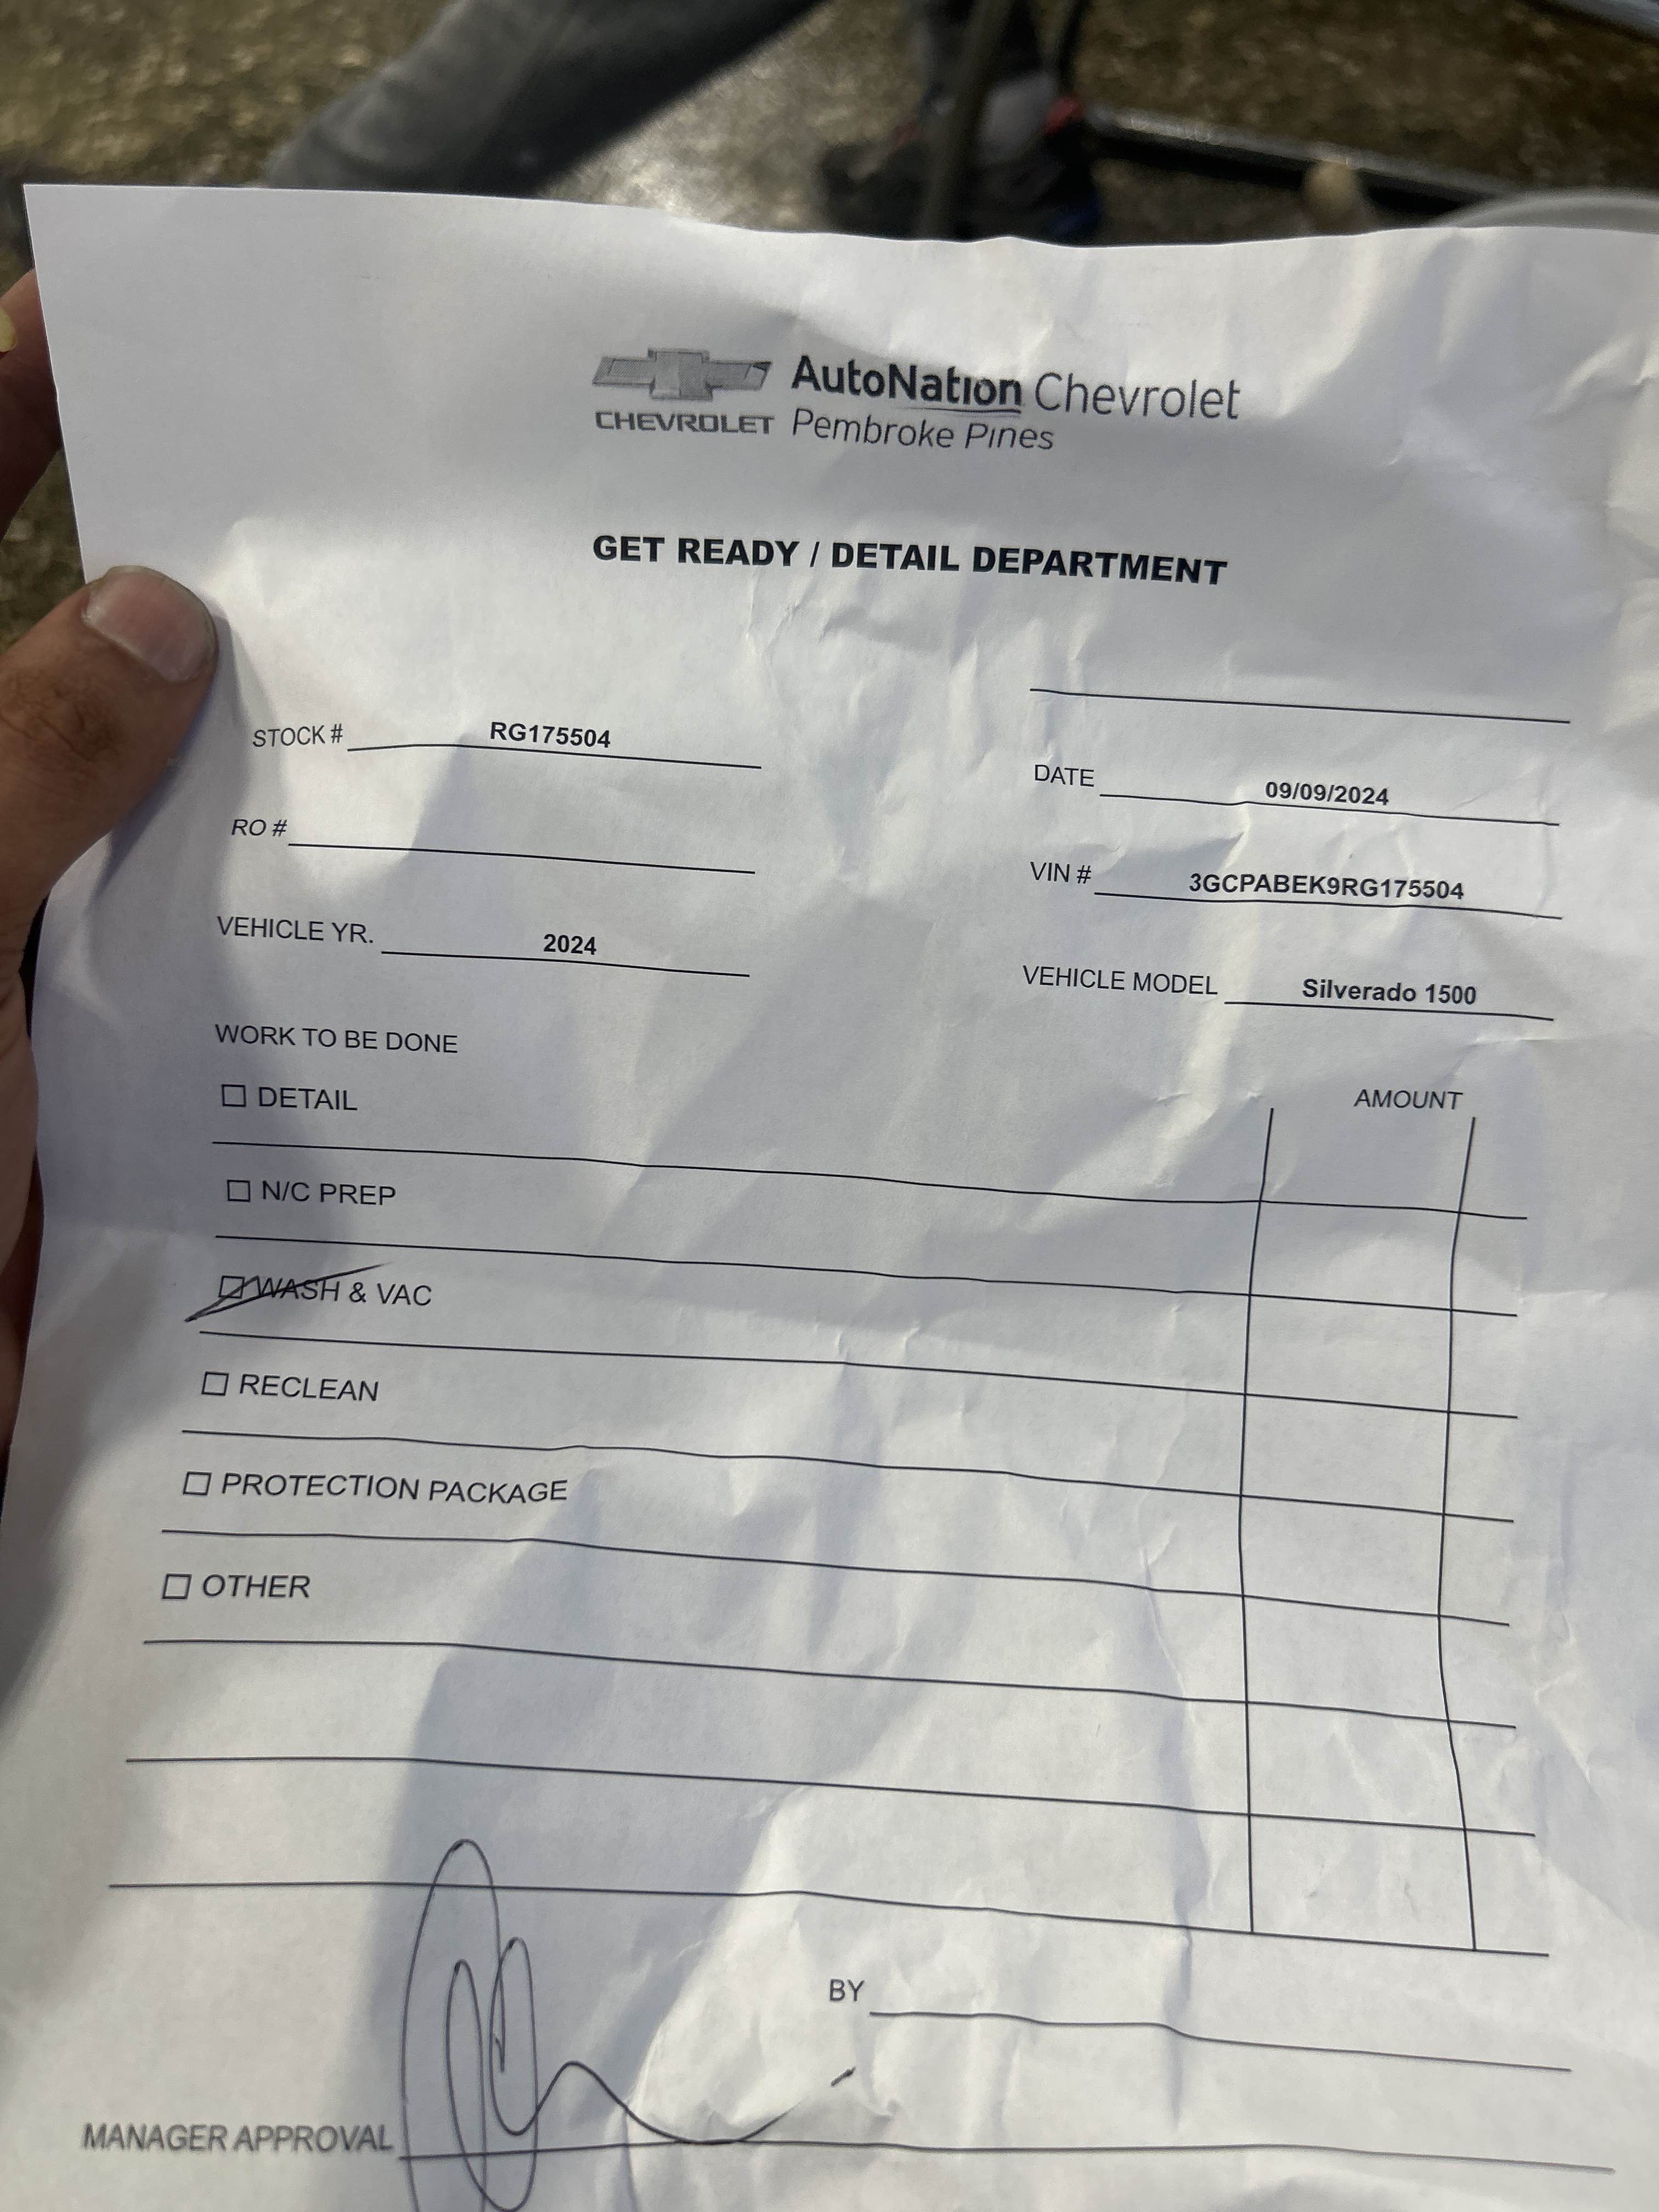 AutoNation Chevrolet
CHEVROLET Pembroke Pines
GET READY / DETAIL DEPARTMENT
STOCK # RG175504
DATE 09/09/2024
RO #
VIN # 3GCPABEK9RG175504
VEHICLE YR. 2024
VEHICLE MODEL Silverado 1500
WORK TO BE DONE
AMOUNT
☐ DETAIL
☐ N/C PREP
☑ WASH & VAC
☐ RECLEAN
☐ PROTECTION PACKAGE
☐ OTHER
BY
MANAGER APPROVAL